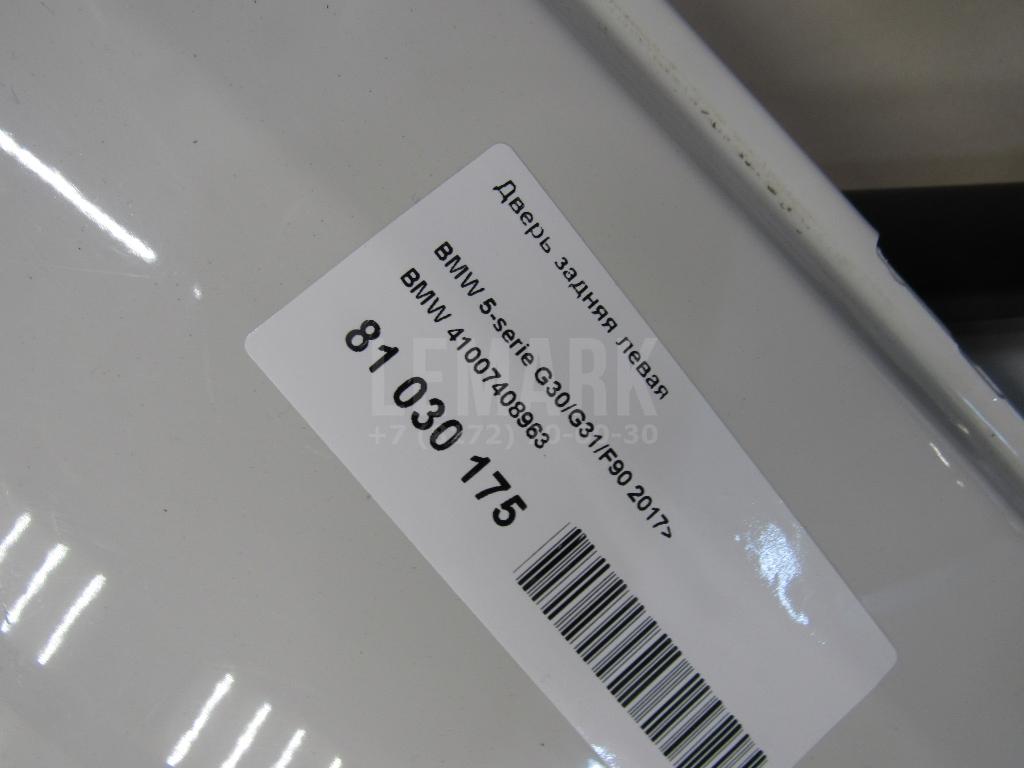 Дверь задняя левая
BMW 5-serie G30/G31/F90 2017>
BMW 41007408963
81 030 175
LEMARK